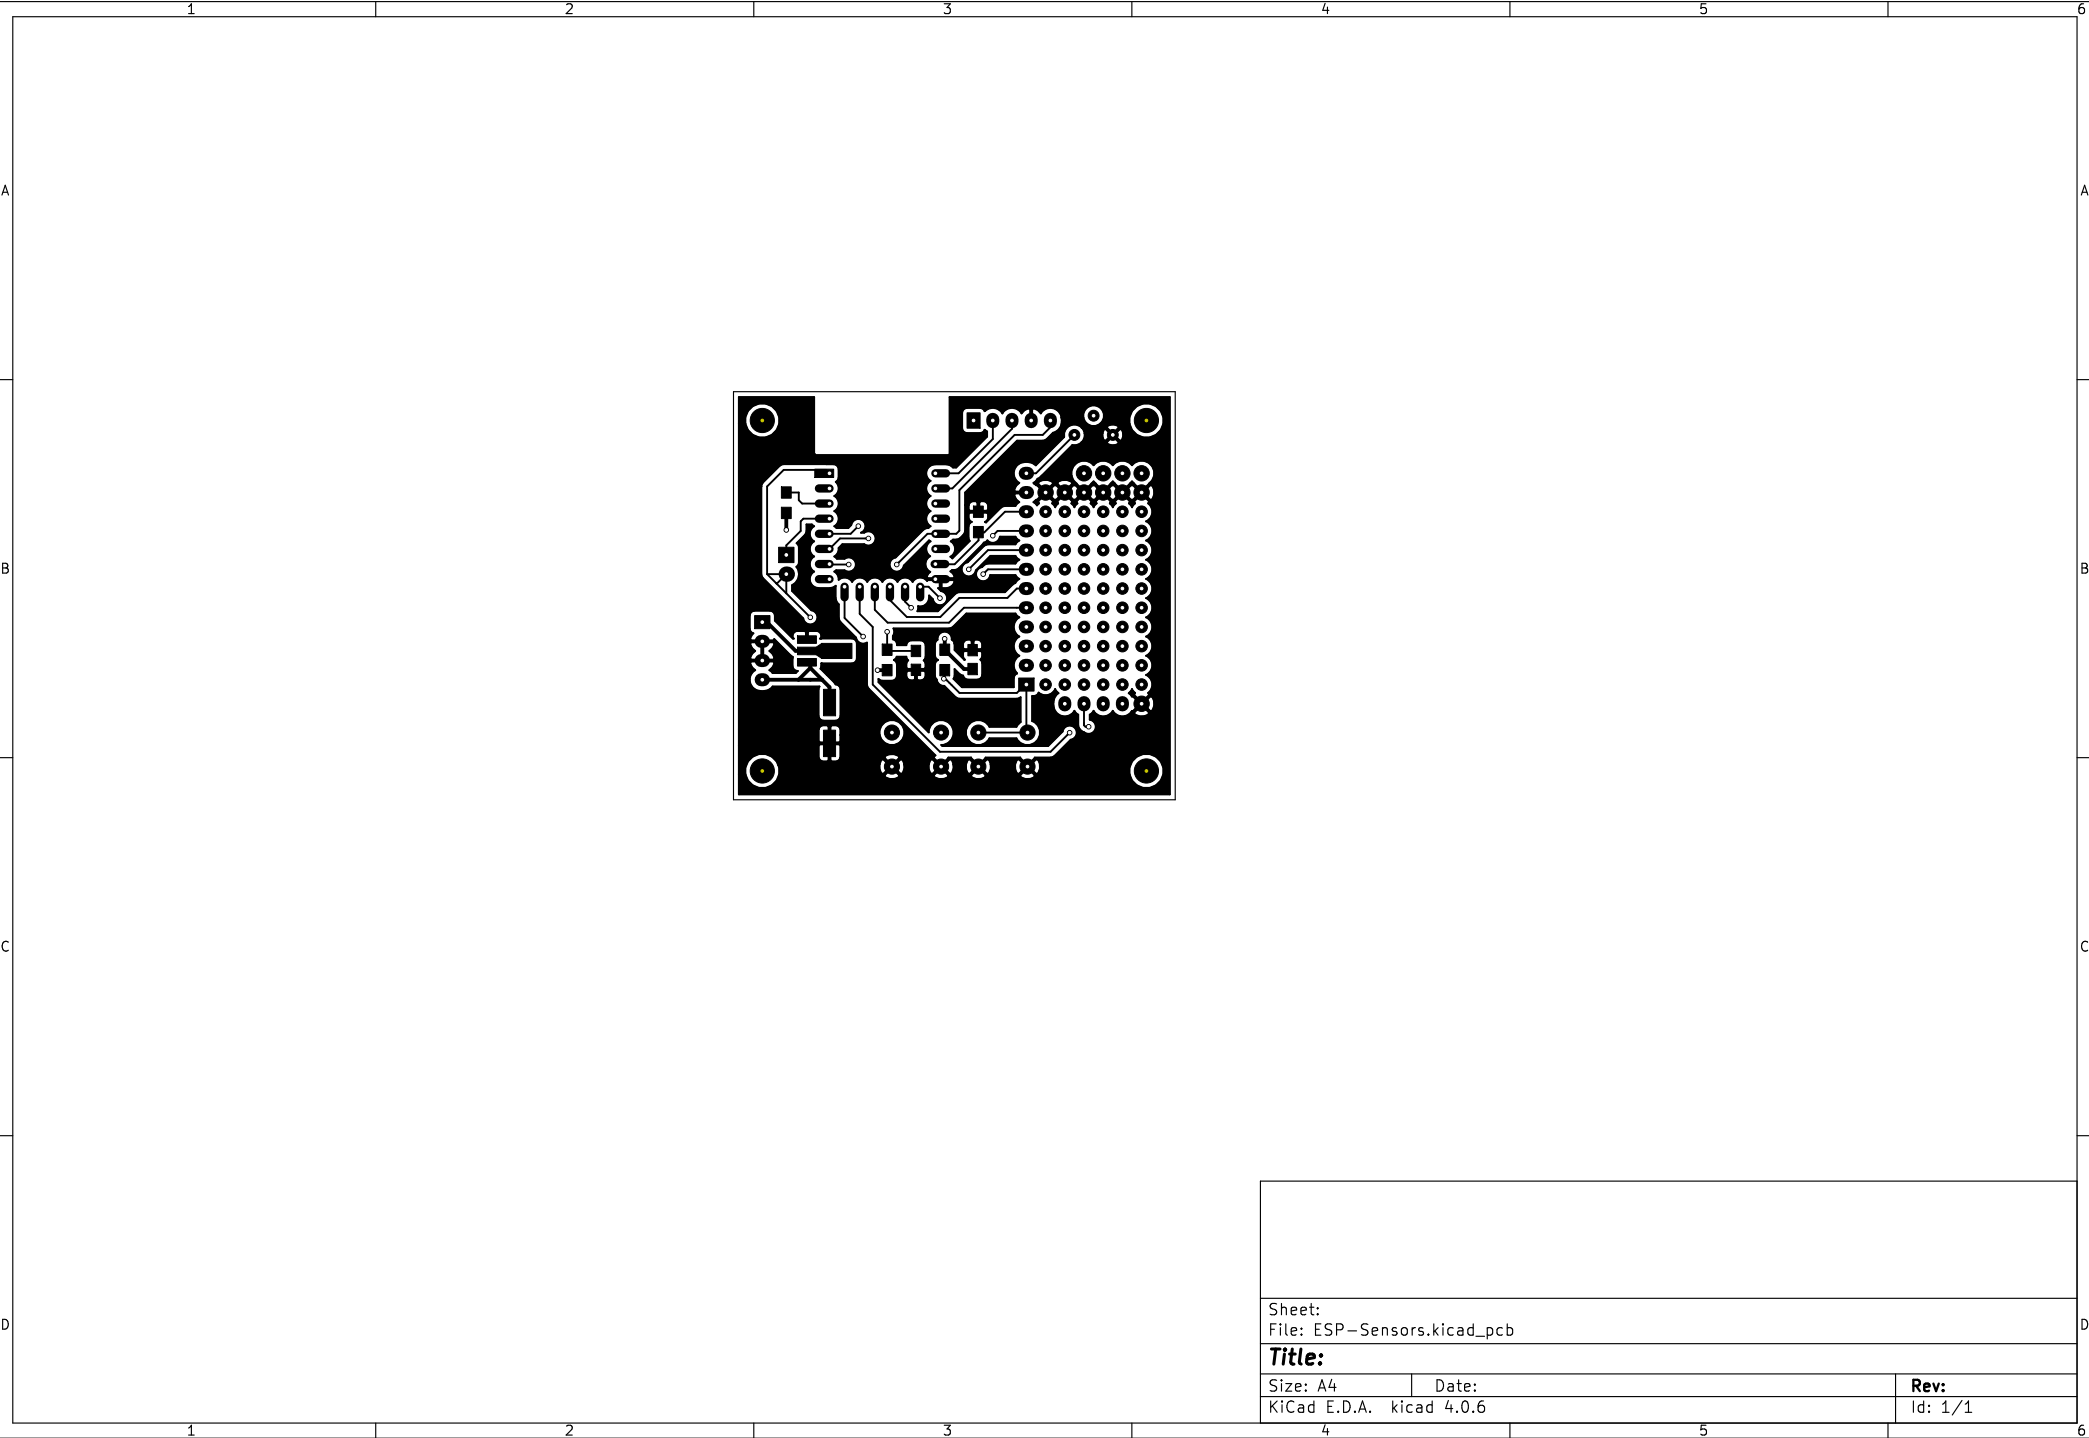 1 2 3 4 5 6
A A
B B
C C
D D
Sheet:
File: ESP-Sensors.kicad_pcb
Title:
Size: A4 Date: Rev:
KiCad E.D.A. kicad 4.0.6 Id: 1/1
1 2 3 4 5 6